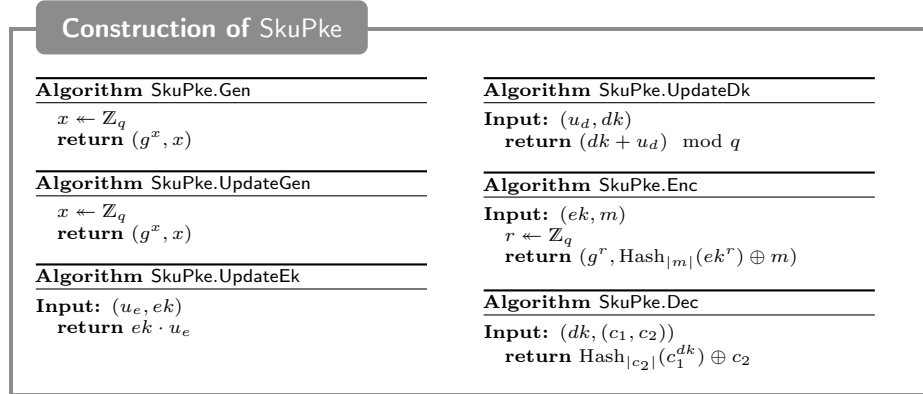 Construction of SkuPke
Algorithm SkuPke.Gen
x ↞ ℤ_q
return (g^x, x)
Algorithm SkuPke.UpdateGen
x ↞ ℤ_q
return (g^x, x)
Algorithm SkuPke.UpdateEk
Input: (u_e, ek)
return ek · u_e
Algorithm SkuPke.UpdateDk
Input: (u_d, dk)
return (dk + u_d) mod q
Algorithm SkuPke.Enc
Input: (ek, m)
r ↞ ℤ_q
return (g^r, Hash_{|m|}(ek^r) ⊕ m)
Algorithm SkuPke.Dec
Input: (dk, (c_1, c_2))
return Hash_{|c_2|}(c_1^{dk}) ⊕ c_2